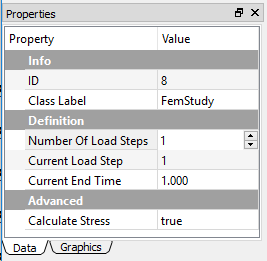 Properties
Property Value
Info
ID 8
Class Label FemStudy
Definition
Number Of Load Steps 1
Current Load Step 1
Current End Time 1.000
Advanced
Calculate Stress true
Data Graphics